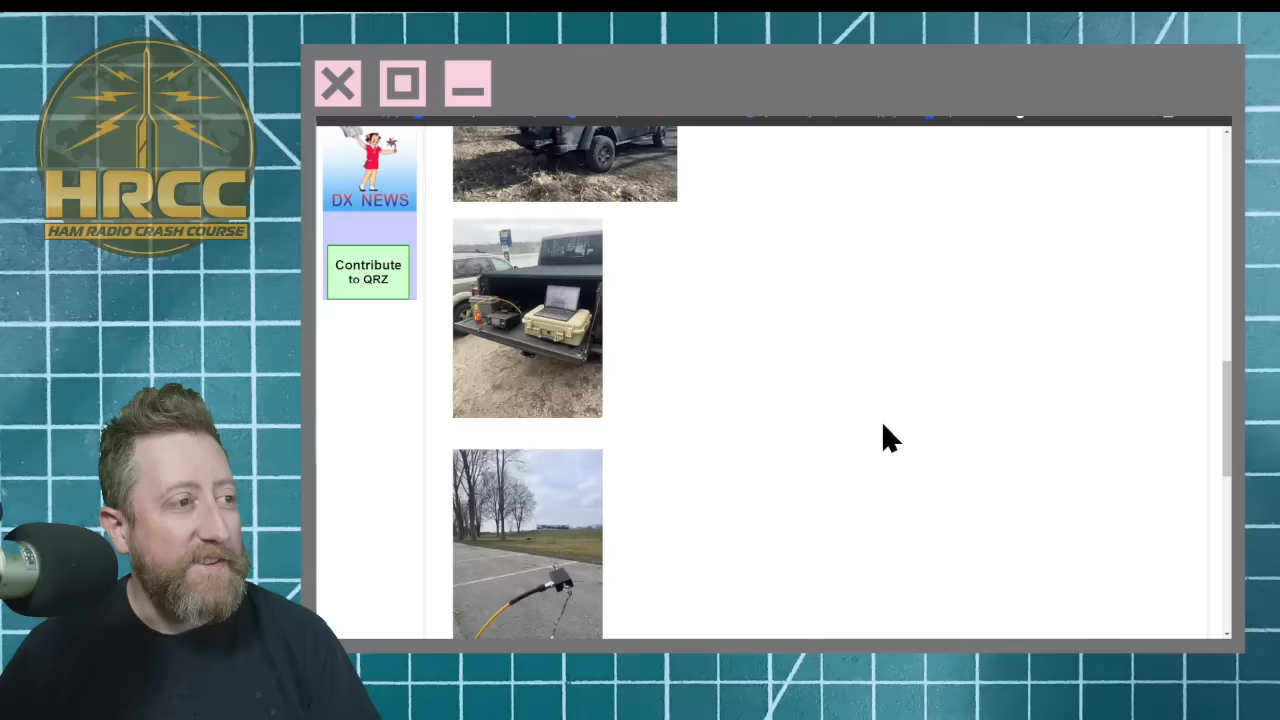 HRCC
HAM RADIO CRASH COURSE
DX NEWS
Contribute
to QRZ